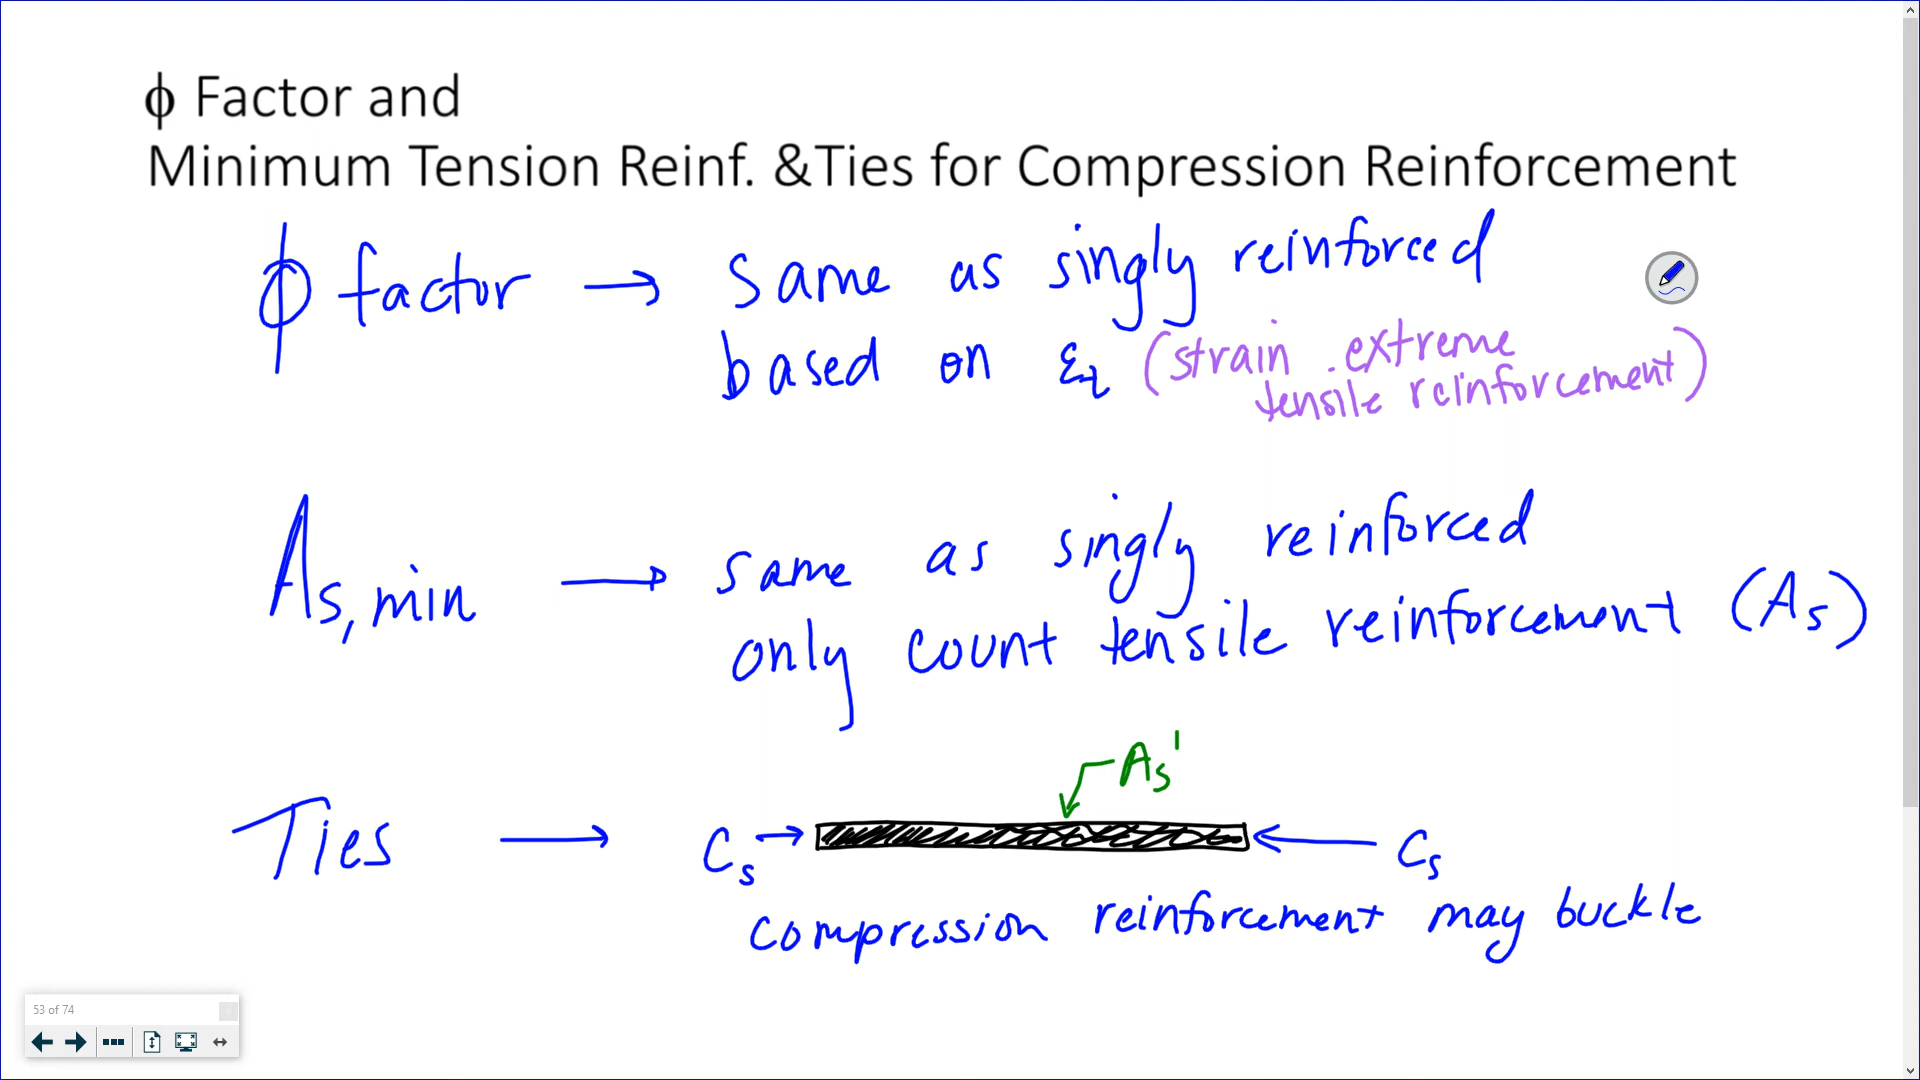 ϕ Factor and
Minimum Tension Reinf. &Ties for Compression Reinforcement
ϕ factor → same as singly reinforced
based on εt (strain extreme
tensile reinforcement)
As,min → same as singly reinforced
only count tensile reinforcement (As)
As'
Ties → Cs → ← Cs
compression reinforcement may buckle
53 of 74